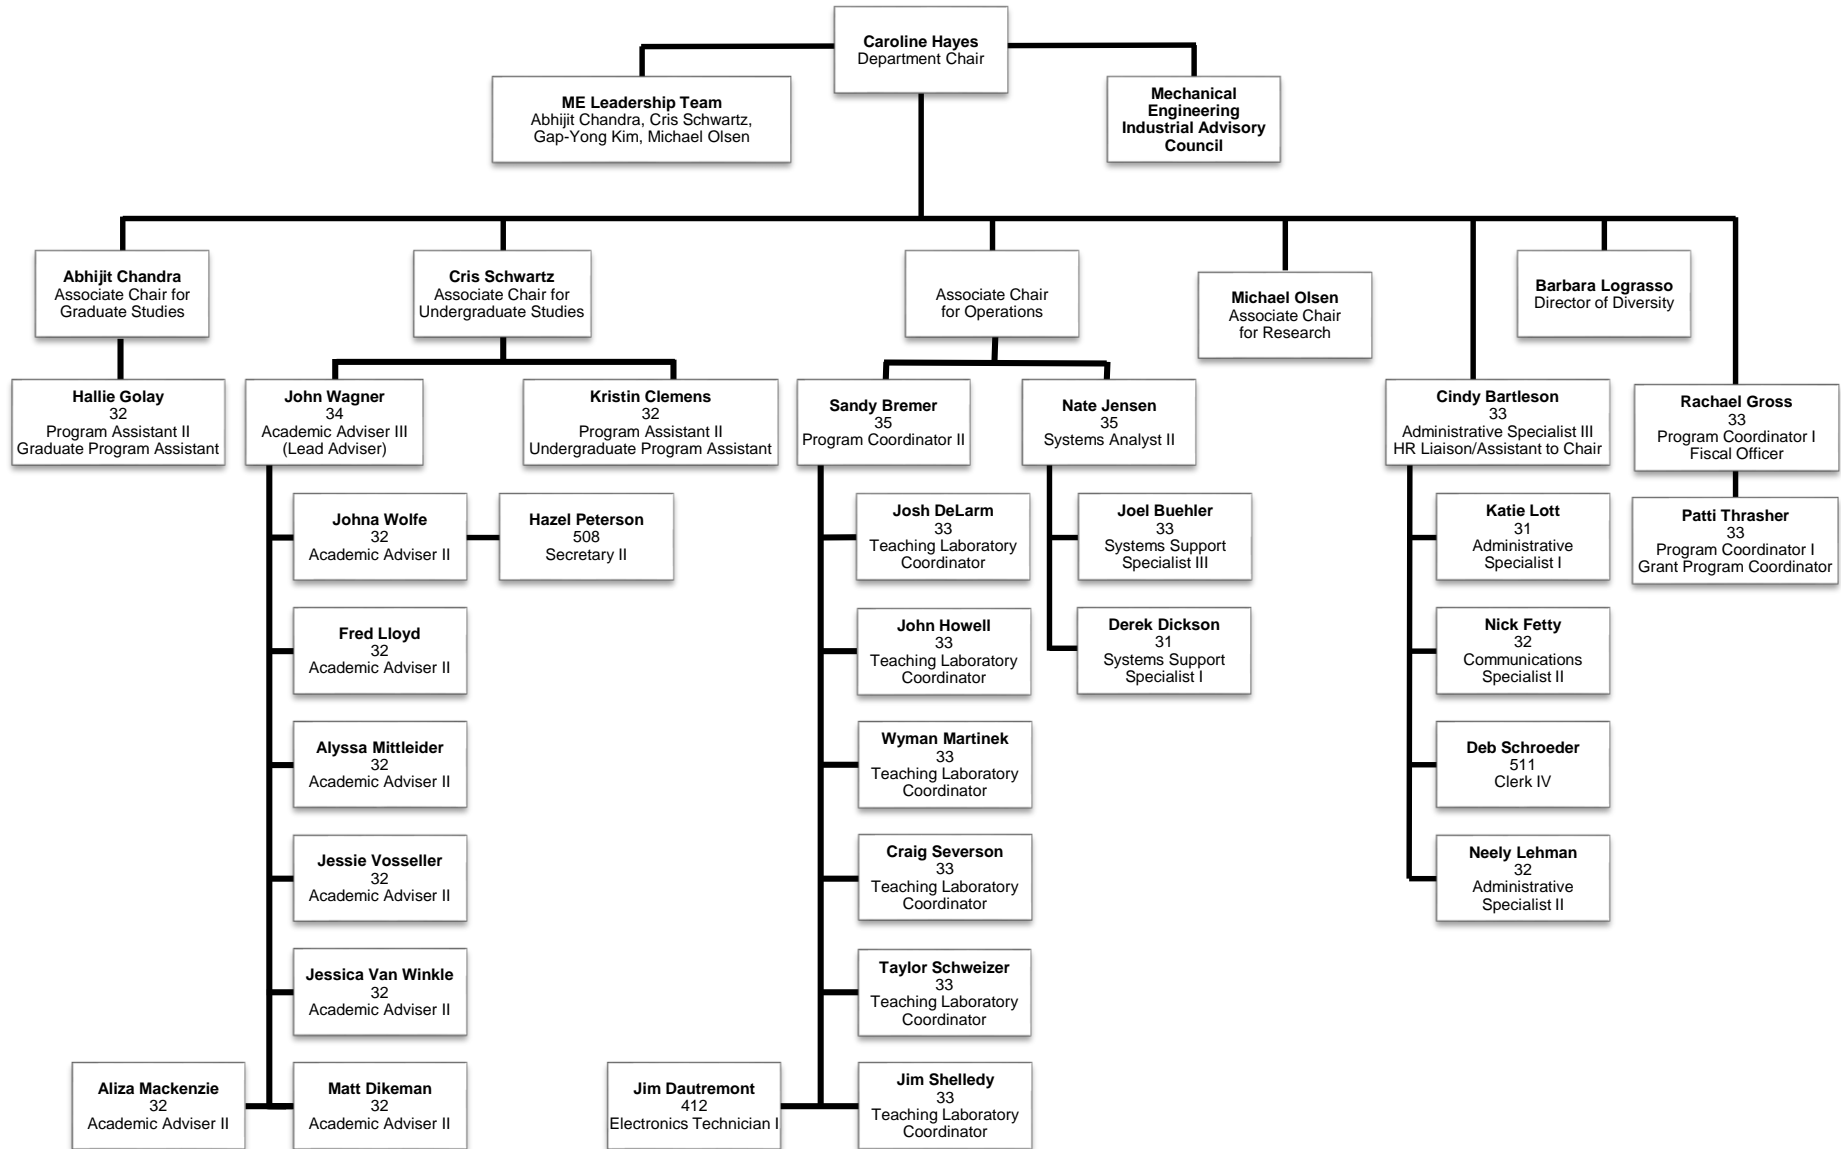 Caroline Hayes
Department Chair
ME Leadership Team
Abhijit Chandra, Cris Schwartz,
Gap-Yong Kim, Michael Olsen
Mechanical
Engineering
Industrial Advisory
Council
Abhijit Chandra
Associate Chair for
Graduate Studies
Cris Schwartz
Associate Chair for
Undergraduate Studies
Associate Chair
for Operations
Michael Olsen
Associate Chair
for Research
Barbara Lograsso
Director of Diversity
Hallie Golay
32
Program Assistant II
Graduate Program Assistant
John Wagner
34
Academic Adviser III
(Lead Adviser)
Kristin Clemens
32
Program Assistant II
Undergraduate Program Assistant
Sandy Bremer
35
Program Coordinator II
Nate Jensen
35
Systems Analyst II
Cindy Bartleson
33
Administrative Specialist III
HR Liaison/Assistant to Chair
Rachael Gross
33
Program Coordinator I
Fiscal Officer
Johna Wolfe
32
Academic Adviser II
Hazel Peterson
508
Secretary II
Josh DeLarm
33
Teaching Laboratory
Coordinator
Joel Buehler
33
Systems Support
Specialist III
Katie Lott
31
Administrative
Specialist I
Patti Thrasher
33
Program Coordinator I
Grant Program Coordinator
Fred Lloyd
32
Academic Adviser II
John Howell
33
Teaching Laboratory
Coordinator
Derek Dickson
31
Systems Support
Specialist I
Nick Fetty
32
Communications
Specialist II
Alyssa Mittleider
32
Academic Adviser II
Wyman Martinek
33
Teaching Laboratory
Coordinator
Deb Schroeder
511
Clerk IV
Jessie Vosseller
32
Academic Adviser II
Craig Severson
33
Teaching Laboratory
Coordinator
Neely Lehman
32
Administrative
Specialist II
Jessica Van Winkle
32
Academic Adviser II
Taylor Schweizer
33
Teaching Laboratory
Coordinator
Aliza Mackenzie
32
Academic Adviser II
Matt Dikeman
32
Academic Adviser II
Jim Dautremont
412
Electronics Technician I
Jim Shelledy
33
Teaching Laboratory
Coordinator